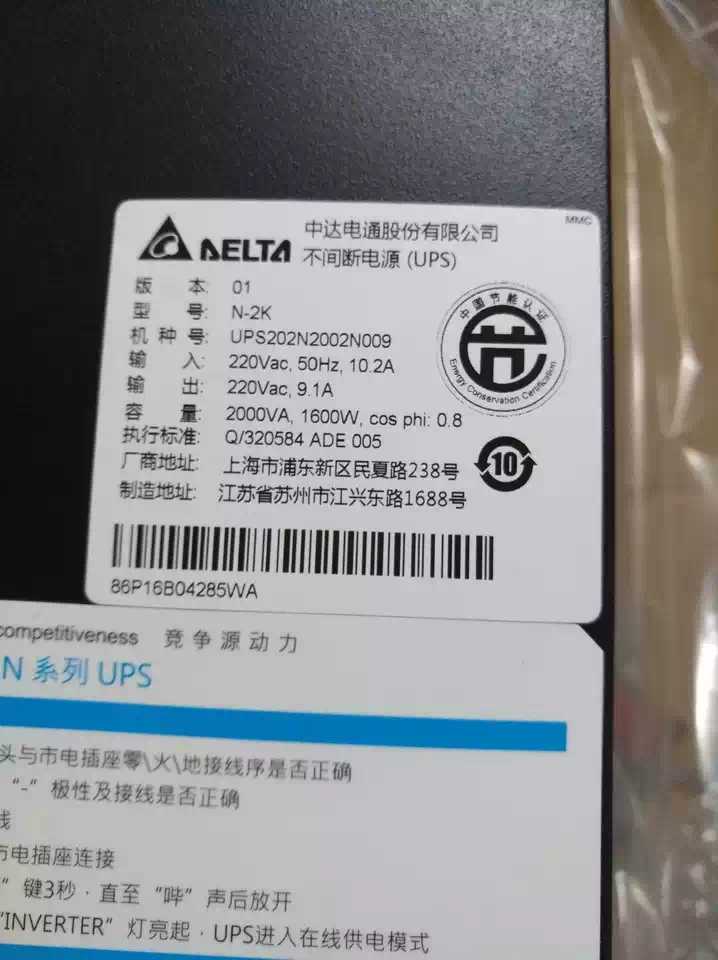 MMC
DELTA 中达电通股份有限公司
不间断电源 (UPS)
版 本: 01
型 号: N-2K
机 种 号: UPS202N2002N009
输 入: 220Vac, 50Hz, 10.2A
输 出: 220Vac, 9.1A
容 量: 2000VA, 1600W, cos phi: 0.8
执行标准: Q/320584 ADE 005
厂商地址: 上海市浦东新区民夏路238号
制造地址: 江苏省苏州市江兴东路1688号
中国节能认证
Energy Conservation Certification
10
86P16B04285WA
competitiveness 竞争源动力
N 系列 UPS
头与市电插座零\火\地接线序是否正确
“-” 极性及接线是否正确
线
市电插座连接
” 键3秒，直至 “哔” 声后放开
“INVERTER” 灯亮起，UPS进入在线供电模式